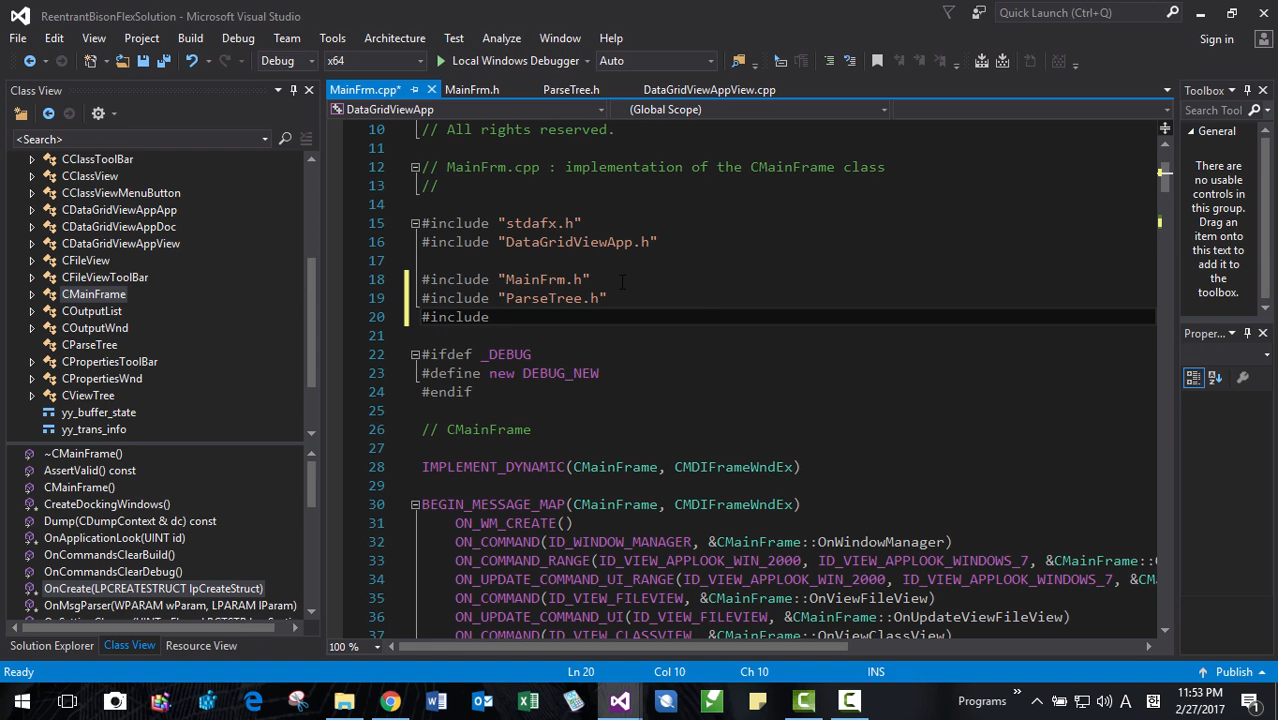 ReentrantBisonFlexSolution - Microsoft Visual Studio
Quick Launch (Ctrl+Q)
File Edit View Project Build Debug Team Tools Architecture Test Analyze Window Help
Sign in
Debug x64 Local Windows Debugger Auto
Class View
MainFrm.cpp* MainFrm.h ParseTree.h DataGridViewAppView.cpp
Toolbox
DataGridViewApp (Global Scope)
Search Tool
<Search>
General
There are
no usable
controls in
this group.
Drag an
item onto
this text to
add it to
the
toolbox.
Proper...
CClassToolBar
CClassView
CClassViewMenuButton
CDataGridViewAppApp
CDataGridViewAppDoc
CDataGridViewAppView
CFileView
CFileViewToolBar
CMainFrame
COutputList
COutputWnd
CParseTree
CPropertiesToolBar
CPropertiesWnd
CViewTree
yy_buffer_state
yy_trans_info
~CMainFrame()
AssertValid() const
CMainFrame()
CreateDockingWindows()
Dump(CDumpContext & dc) const
OnApplicationLook(UINT id)
OnCommandsClearBuild()
OnCommandsClearDebug()
OnCreate(LPCREATESTRUCT lpCreateStruct)
OnMsgParser(WPARAM wParam, LPARAM lParam)
Solution Explorer Class View Resource View
10 // All rights reserved.
11
12 // MainFrm.cpp : implementation of the CMainFrame class
13 //
14
15 #include "stdafx.h"
16 #include "DataGridViewApp.h"
17
18 #include "MainFrm.h"
19 #include "ParseTree.h"
20 #include
21
22 #ifdef _DEBUG
23 #define new DEBUG_NEW
24 #endif
25
26 // CMainFrame
27
28 IMPLEMENT_DYNAMIC(CMainFrame, CMDIFrameWndEx)
29
30 BEGIN_MESSAGE_MAP(CMainFrame, CMDIFrameWndEx)
31 ON_WM_CREATE()
32 ON_COMMAND(ID_WINDOW_MANAGER, &CMainFrame::OnWindowManager)
33 ON_COMMAND_RANGE(ID_VIEW_APPLOOK_WIN_2000, ID_VIEW_APPLOOK_WINDOWS_7, &CMainFrame::O
34 ON_UPDATE_COMMAND_UI_RANGE(ID_VIEW_APPLOOK_WIN_2000, ID_VIEW_APPLOOK_WINDOWS_7, &CMa
35 ON_COMMAND(ID_VIEW_FILEVIEW, &CMainFrame::OnViewFileView)
36 ON_UPDATE_COMMAND_UI(ID_VIEW_FILEVIEW, &CMainFrame::OnUpdateViewFileView)
37 ON_COMMAND(ID_VIEW_CLASSVIEW, &CMainFrame::OnViewClassView)
100 %
Ready Ln 20 Col 10 Ch 10 INS Publish
Programs A 11:53 PM
2/27/2017